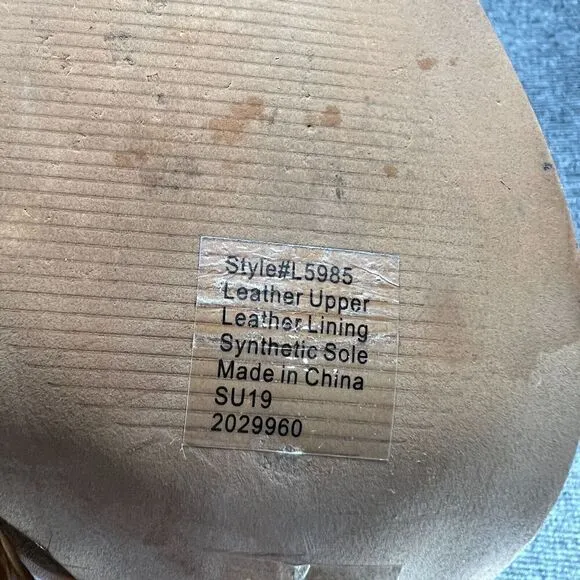 Style#L5985
Leather Upper
Leather Lining
Synthetic Sole
Made in China
SU19
2029960